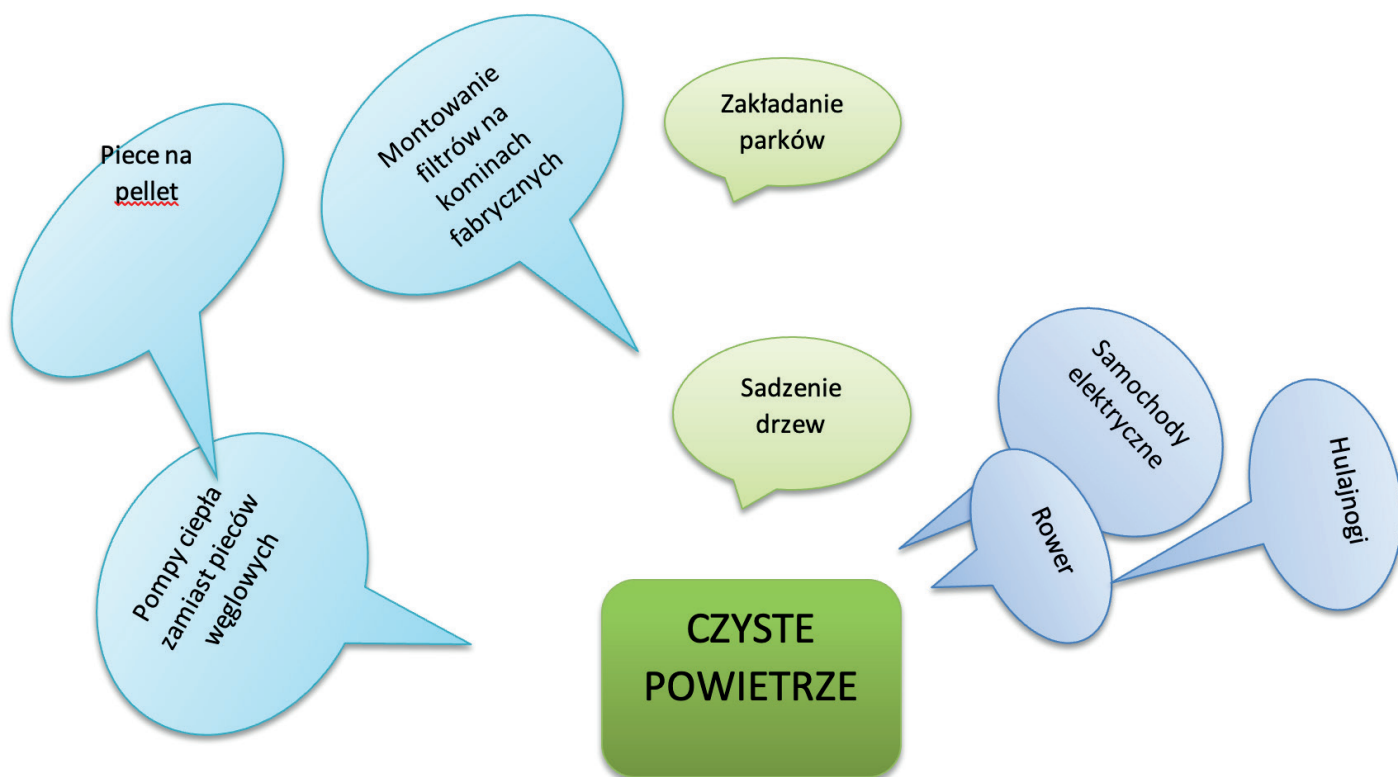 Piece na
pellet
Montowanie
filtrów na
kominach
fabrycznych
Zakładanie
parków
Sadzenie
drzew
Samochody
elektryczne
Hulajnogi
Rower
Pompy ciepła
zamiast pieców
węglowych
CZYSTE
POWIETRZE